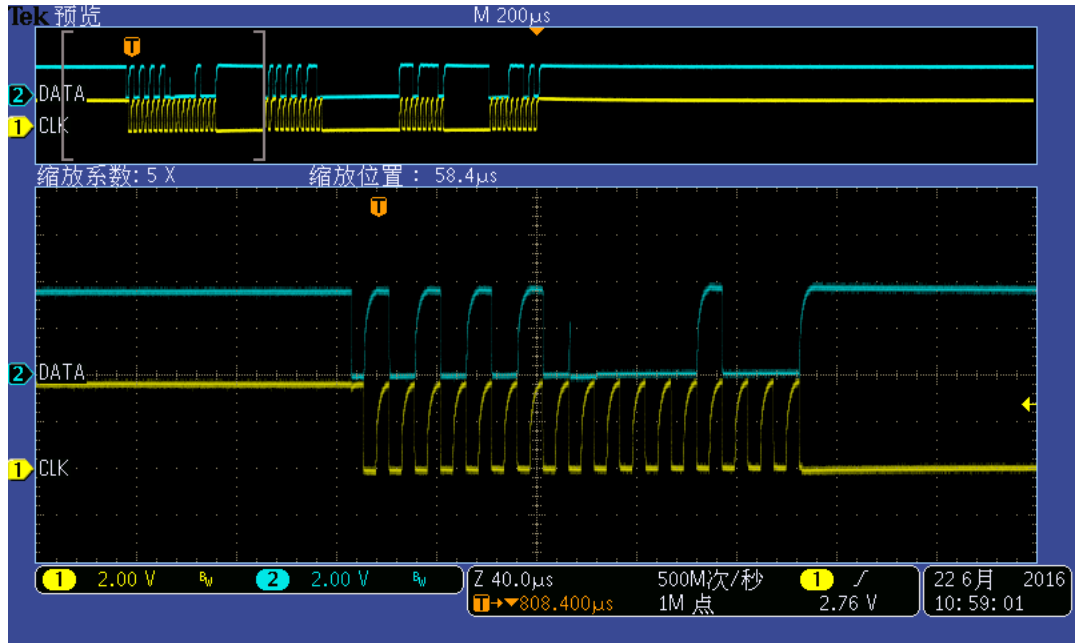 Tek 预览 M 200µs
T
2 DATA
1 CLK
缩放系数: 5 X 缩放位置 : 58.4µs
T
2 DATA
1 CLK
1 2.00 V Bw 2 2.00 V Bw Z 40.0µs 500M次/秒 1 / 22 6月 2016
T→▼808.400µs 1M 点 2.76 V 10:59:01